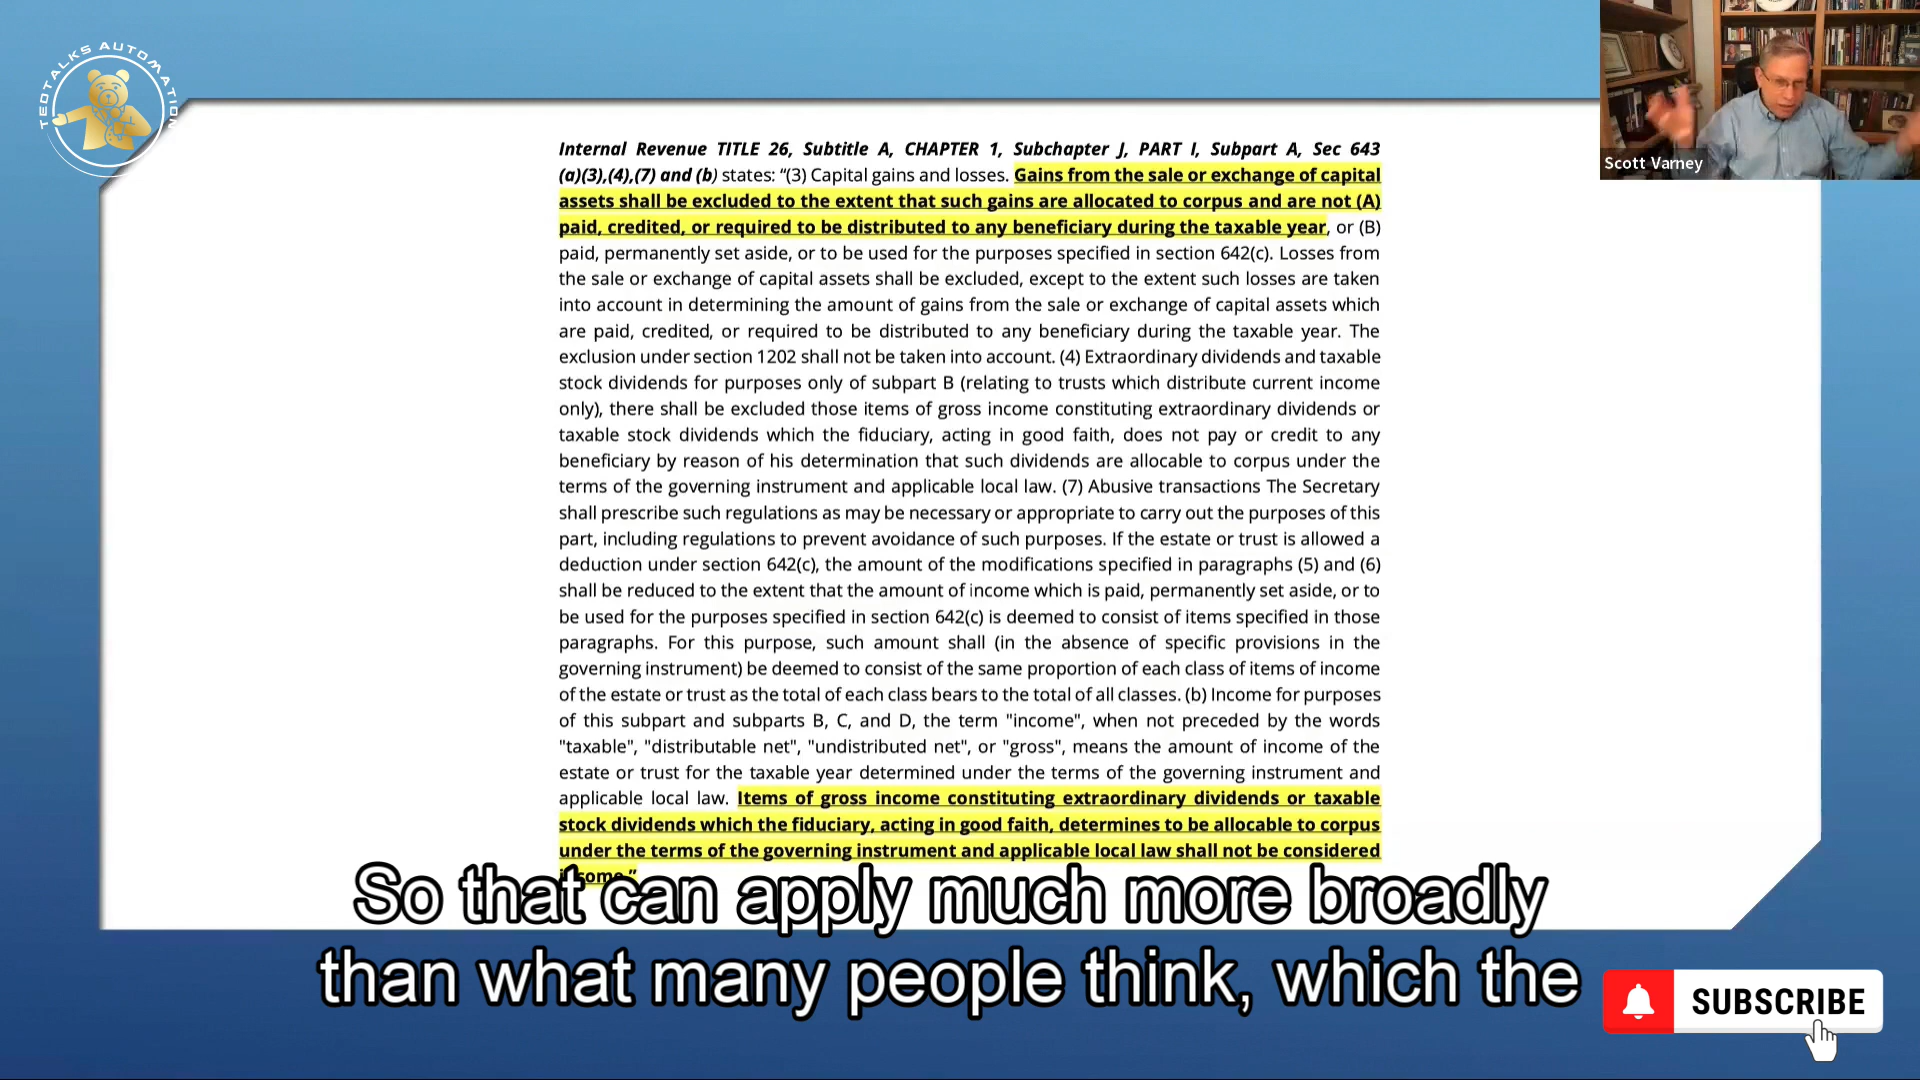 TEDTALKS AUTOMATION
Scott Varney
Internal Revenue TITLE 26, Subtitle A, CHAPTER 1, Subchapter J, PART I, Subpart A, Sec 643
(a)(3),(4),(7) and (b) states: “(3) Capital gains and losses. Gains from the sale or exchange of capital
assets shall be excluded to the extent that such gains are allocated to corpus and are not (A)
paid, credited, or required to be distributed to any beneficiary during the taxable year, or (B)
paid, permanently set aside, or to be used for the purposes specified in section 642(c). Losses from
the sale or exchange of capital assets shall be excluded, except to the extent such losses are taken
into account in determining the amount of gains from the sale or exchange of capital assets which
are paid, credited, or required to be distributed to any beneficiary during the taxable year. The
exclusion under section 1202 shall not be taken into account. (4) Extraordinary dividends and taxable
stock dividends for purposes only of subpart B (relating to trusts which distribute current income
only), there shall be excluded those items of gross income constituting extraordinary dividends or
taxable stock dividends which the fiduciary, acting in good faith, does not pay or credit to any
beneficiary by reason of his determination that such dividends are allocable to corpus under the
terms of the governing instrument and applicable local law. (7) Abusive transactions The Secretary
shall prescribe such regulations as may be necessary or appropriate to carry out the purposes of this
part, including regulations to prevent avoidance of such purposes. If the estate or trust is allowed a
deduction under section 642(c), the amount of the modifications specified in paragraphs (5) and (6)
shall be reduced to the extent that the amount of income which is paid, permanently set aside, or to
be used for the purposes specified in section 642(c) is deemed to consist of items specified in those
paragraphs. For this purpose, such amount shall (in the absence of specific provisions in the
governing instrument) be deemed to consist of the same proportion of each class of items of income
of the estate or trust as the total of each class bears to the total of all classes. (b) Income for purposes
of this subpart and subparts B, C, and D, the term "income", when not preceded by the words
"taxable", "distributable net", "undistributed net", or "gross", means the amount of income of the
estate or trust for the taxable year determined under the terms of the governing instrument and
applicable local law. Items of gross income constituting extraordinary dividends or taxable
stock dividends which the fiduciary, acting in good faith, determines to be allocable to corpus
under the terms of the governing instrument and applicable local law shall not be considered
income.”
So that can apply much more broadly
than what many people think, which the
SUBSCRIBE